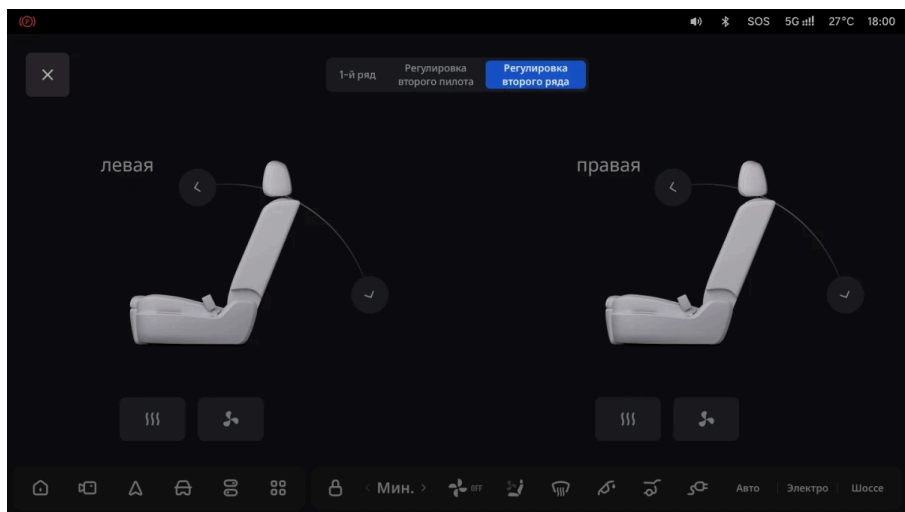 (P) SOS 5G 27°C 18:00
1-й ряд
Регулировка
второго пилота
Регулировка
второго ряда
левая
правая
Мин. OFF Авто Электро Шоссе